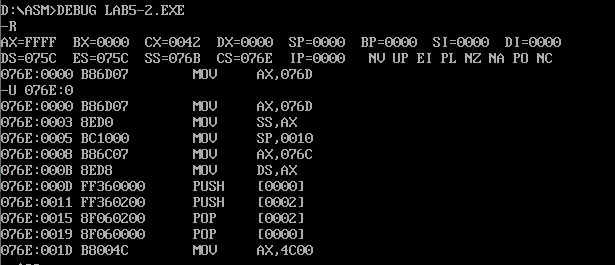 D:\ASM>DEBUG LAB5-2.EXE
-R
AX=FFFF  BX=0000  CX=0042  DX=0000  SP=0000  BP=0000  SI=0000  DI=0000
DS=075C  ES=075C  SS=076B  CS=076E  IP=0000   NV UP EI PL NZ NA PO NC
076E:0000 B86D07        MOV     AX,076D
-U 076E:0
076E:0000 B86D07        MOV     AX,076D
076E:0003 8ED0          MOV     SS,AX
076E:0005 BC1000        MOV     SP,0010
076E:0008 B86C07        MOV     AX,076C
076E:000B 8ED8          MOV     DS,AX
076E:000D FF360000      PUSH    [0000]
076E:0011 FF360200      PUSH    [0002]
076E:0015 8F060200      POP     [0002]
076E:0019 8F060000      POP     [0000]
076E:001D B8004C        MOV     AX,4C00